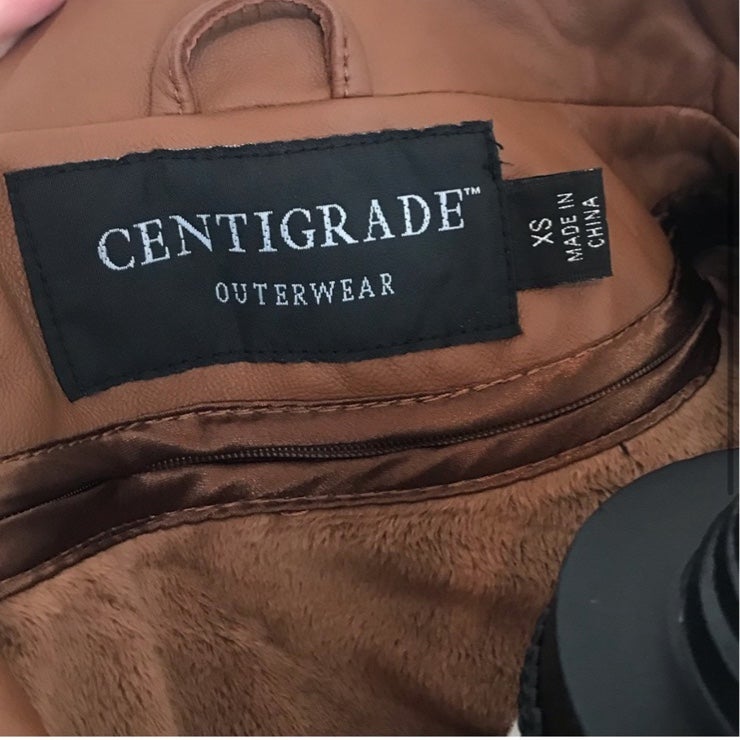 CENTIGRADE™
OUTERWEAR
XS
MADE IN
CHINA